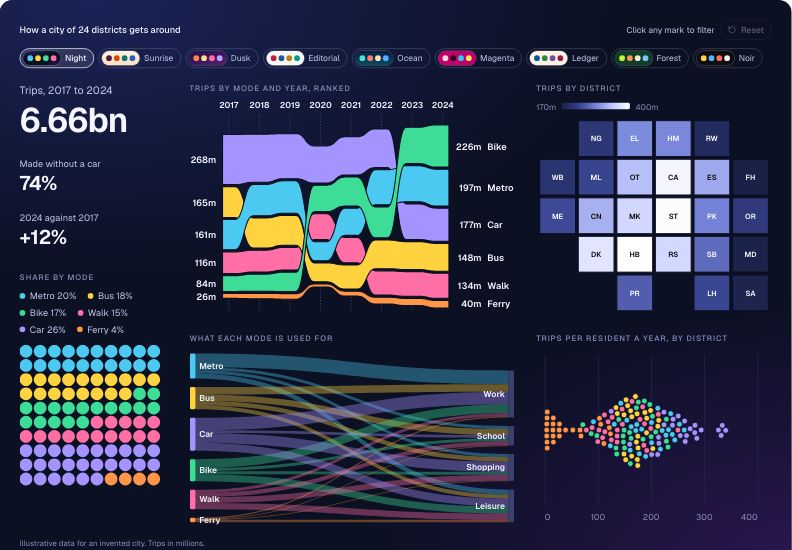 How a city of 24 districts gets around
Click any mark to filter
Reset
Night
Sunrise
Dusk
Editorial
Ocean
Magenta
Ledger
Forest
Noir
Trips, 2017 to 2024
6.66bn
Made without a car
74%
2024 against 2017
+12%
SHARE BY MODE
Metro 20%
Bus 18%
Bike 17%
Walk 15%
Car 26%
Ferry 4%
TRIPS BY MODE AND YEAR, RANKED
2017 2018 2019 2020 2021 2022 2023 2024
268m
165m
161m
116m
84m
26m
226m Bike
197m Metro
177m Car
148m Bus
134m Walk
40m Ferry
TRIPS BY DISTRICT
170m 400m
NG EL HM RW
WB ML OT CA ES FH
ME CN MK ST PK OR
DK HB RS SB MD
PR LH SA
WHAT EACH MODE IS USED FOR
Metro
Bus
Car
Bike
Walk
Ferry
Work
School
Shopping
Leisure
TRIPS PER RESIDENT A YEAR, BY DISTRICT
0 100 200 300 400
Illustrative data for an invented city. Trips in millions.